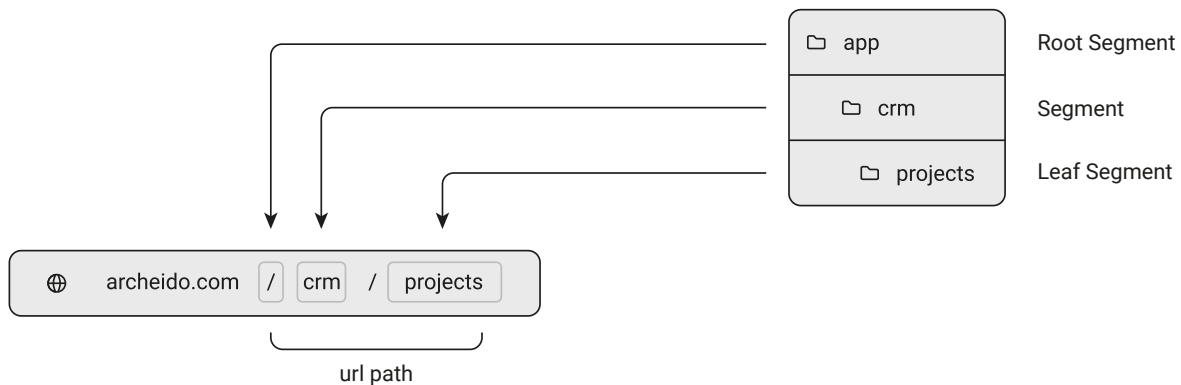 app Root Segment
crm Segment
projects Leaf Segment
archeido.com / crm / projects
url path